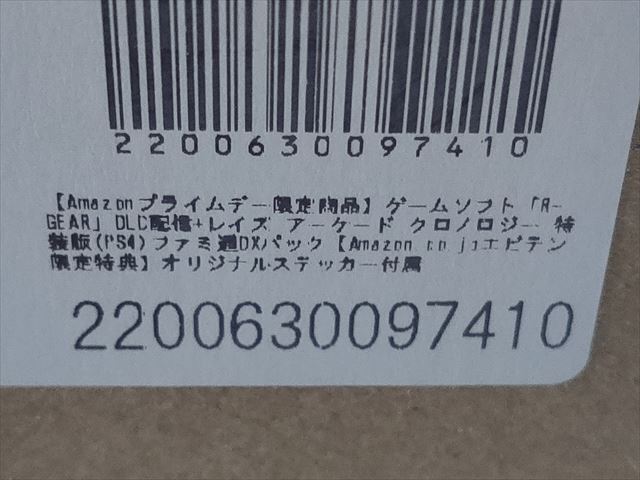 2200630097410
【Amazonプライムデー限定商品】ゲームソフト「R-
GEAR」DLC配信+レイズ アーケード クロノロジー 特
装版(PS4) ファミ通DXパック【Amazon.co.jpエビテン
限定特典】オリジナルステッカー付属
2200630097410